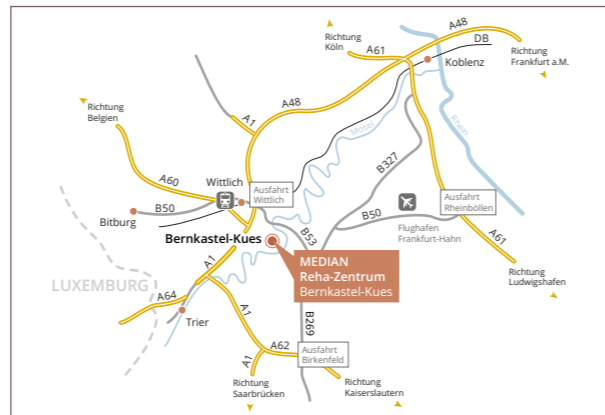 A48
DB
Richtung
Köln
A61
Koblenz
Richtung
Frankfurt a.M.
Richtung
Belgien
A1
A48
Mosel
Rhein
B327
A60
Wittlich
Ausfahrt
Wittlich
Ausfahrt
Rheinböllen
B50
Bitburg
B50
Flughafen
Frankfurt-Hahn
A61
Bernkastel-Kues
B53
MEDIAN
Reha-Zentrum
Bernkastel-Kues
Richtung
Ludwigshafen
LUXEMBURG
A1
A64
Trier
A1
B269
A62
Ausfahrt
Birkenfeld
A1
Richtung
Saarbrücken
Richtung
Kaiserslautern